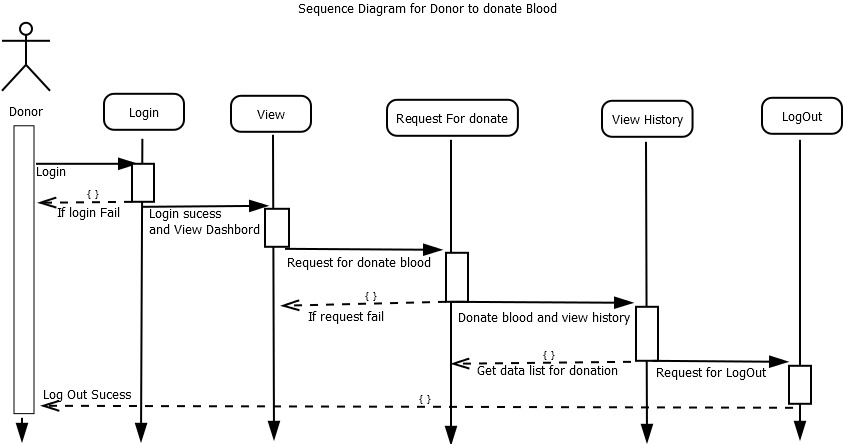 Sequence Diagram for Donor to donate Blood
Donor
Login
View
Request For donate
View History
LogOut
Login
{ }
If login Fail
Login sucess
and View Dashbord
Request for donate blood
{ }
If request fail
Donate blood and view history
{ }
Get data list for donation
Request for LogOut
Log Out Sucess
{ }